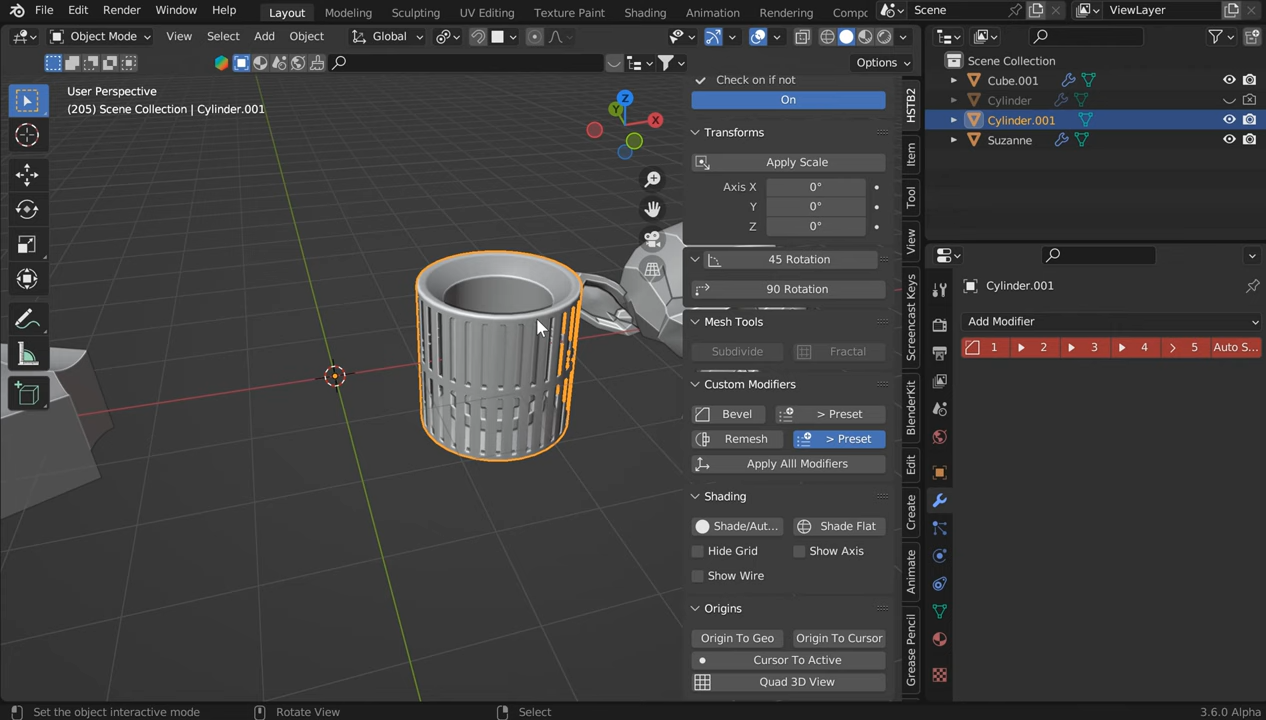 File Edit Render Window Help Layout Modeling Sculpting UV Editing Texture Paint Shading Animation Rendering Compo Scene ViewLayer
Object Mode View Select Add Object Global
Options
User Perspective
(205) Scene Collection | Cylinder.001
Z
Y
X
Check on if not
On
Transforms
Apply Scale
Axis X 0°
Y 0°
Z 0°
45 Rotation
90 Rotation
Mesh Tools
Subdivide Fractal
Custom Modifiers
Bevel > Preset
Remesh > Preset
Apply Alll Modifiers
Shading
Shade/Aut... Shade Flat
Hide Grid Show Axis
Show Wire
Origins
Origin To Geo Origin To Cursor
Cursor To Active
Quad 3D View
HSTB2
Item
Tool
View
Screencast Keys
BlenderKit
Edit
Create
Animate
Grease Pencil
Scene Collection
Cube.001
Cylinder
Cylinder.001
Suzanne
Cylinder.001
Add Modifier
1 2 3 4 5 Auto S...
Set the object interactive mode Rotate View Select 3.6.0 Alpha